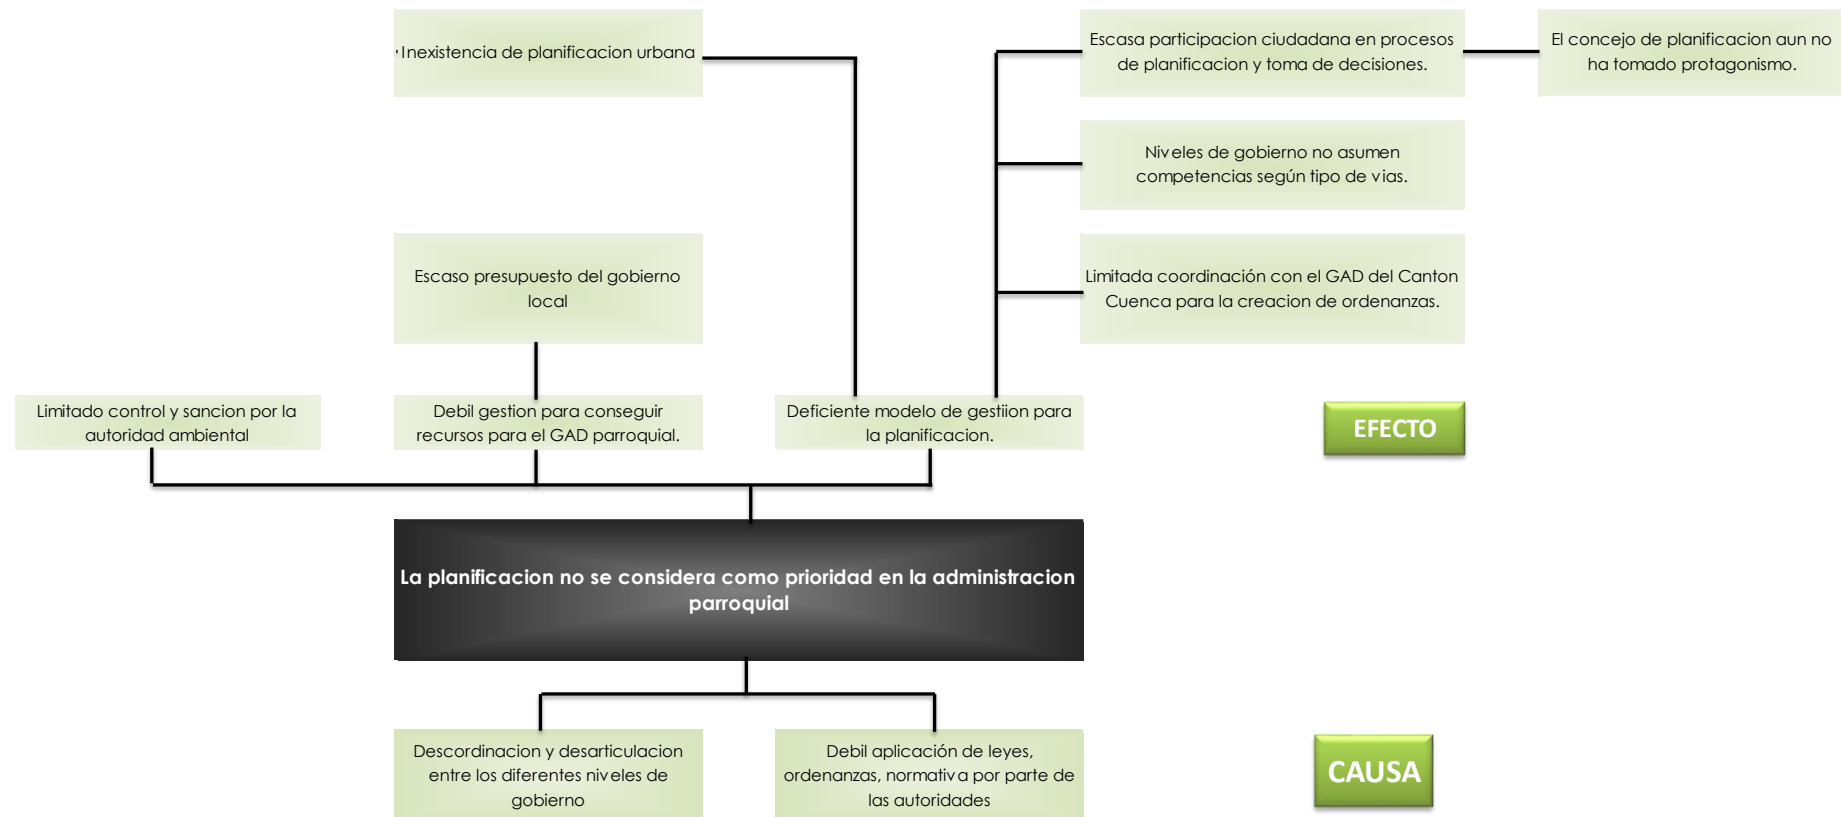 Inexistencia de planificacion urbana
Escasa participacion ciudadana en procesos
de planificacion y toma de decisiones.
El concejo de planificacion aun no
ha tomado protagonismo.
Niveles de gobierno no asumen
competencias según tipo de vias.
Escaso presupuesto del gobierno
local
Limitada coordinación con el GAD del Canton
Cuenca para la creacion de ordenanzas.
Limitado control y sancion por la
autoridad ambiental
Debil gestion para conseguir
recursos para el GAD parroquial.
Deficiente modelo de gestiion para
la planificacion.
EFECTO
La planificacion no se considera como prioridad en la administracion
parroquial
Descordinacion y desarticulacion
entre los diferentes niveles de
gobierno
Debil aplicación de leyes,
ordenanzas, normativa por parte de
las autoridades
CAUSA